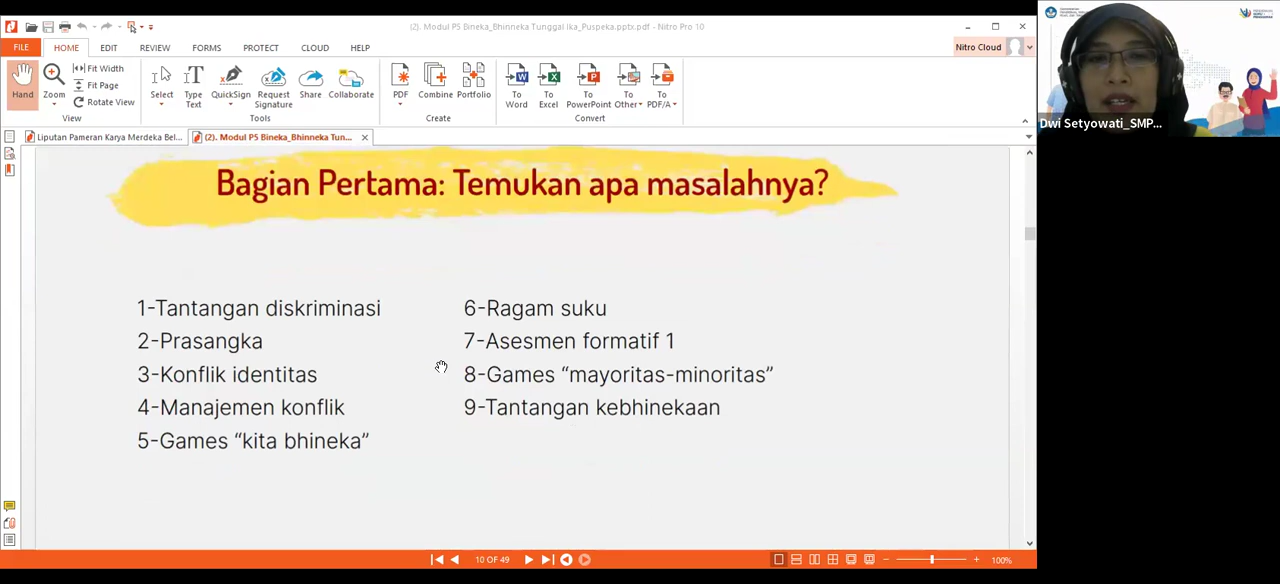 (2). Modul P5 Bineka_Bhinneka Tunggal Ika_Puspeka.pptx.pdf - Nitro Pro 10
FILE HOME EDIT REVIEW FORMS PROTECT CLOUD HELP
Nitro Cloud
Hand
Zoom
Fit Width
Fit Page
Rotate View
View
Select
Type Text
QuickSign
Request Signature
Share
Collaborate
Tools
PDF
Combine
Portfolio
Create
To Word
To Excel
To PowerPoint
To Other
To PDF/A
Convert
Liputan Pameran Karya Merdeka Bel...
(2). Modul P5 Bineka_Bhinneka Tun...
Dwi Setyowati_SMP...
Bagian Pertama: Temukan apa masalahnya?
1-Tantangan diskriminasi
2-Prasangka
3-Konflik identitas
4-Manajemen konflik
5-Games “kita bhineka”
6-Ragam suku
7-Asesmen formatif 1
8-Games “mayoritas-minoritas”
9-Tantangan kebhinekaan
10 OF 49
100%